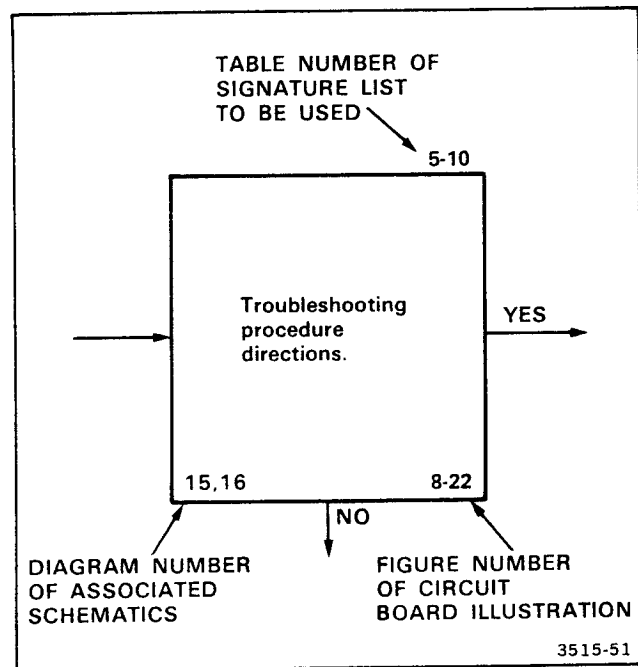 TABLE NUMBER OF
SIGNATURE LIST
TO BE USED
5-10
Troubleshooting
procedure
directions.
YES
15,16
8-22
NO
DIAGRAM NUMBER
OF ASSOCIATED
SCHEMATICS
FIGURE NUMBER
OF CIRCUIT
BOARD ILLUSTRATION
3515-51